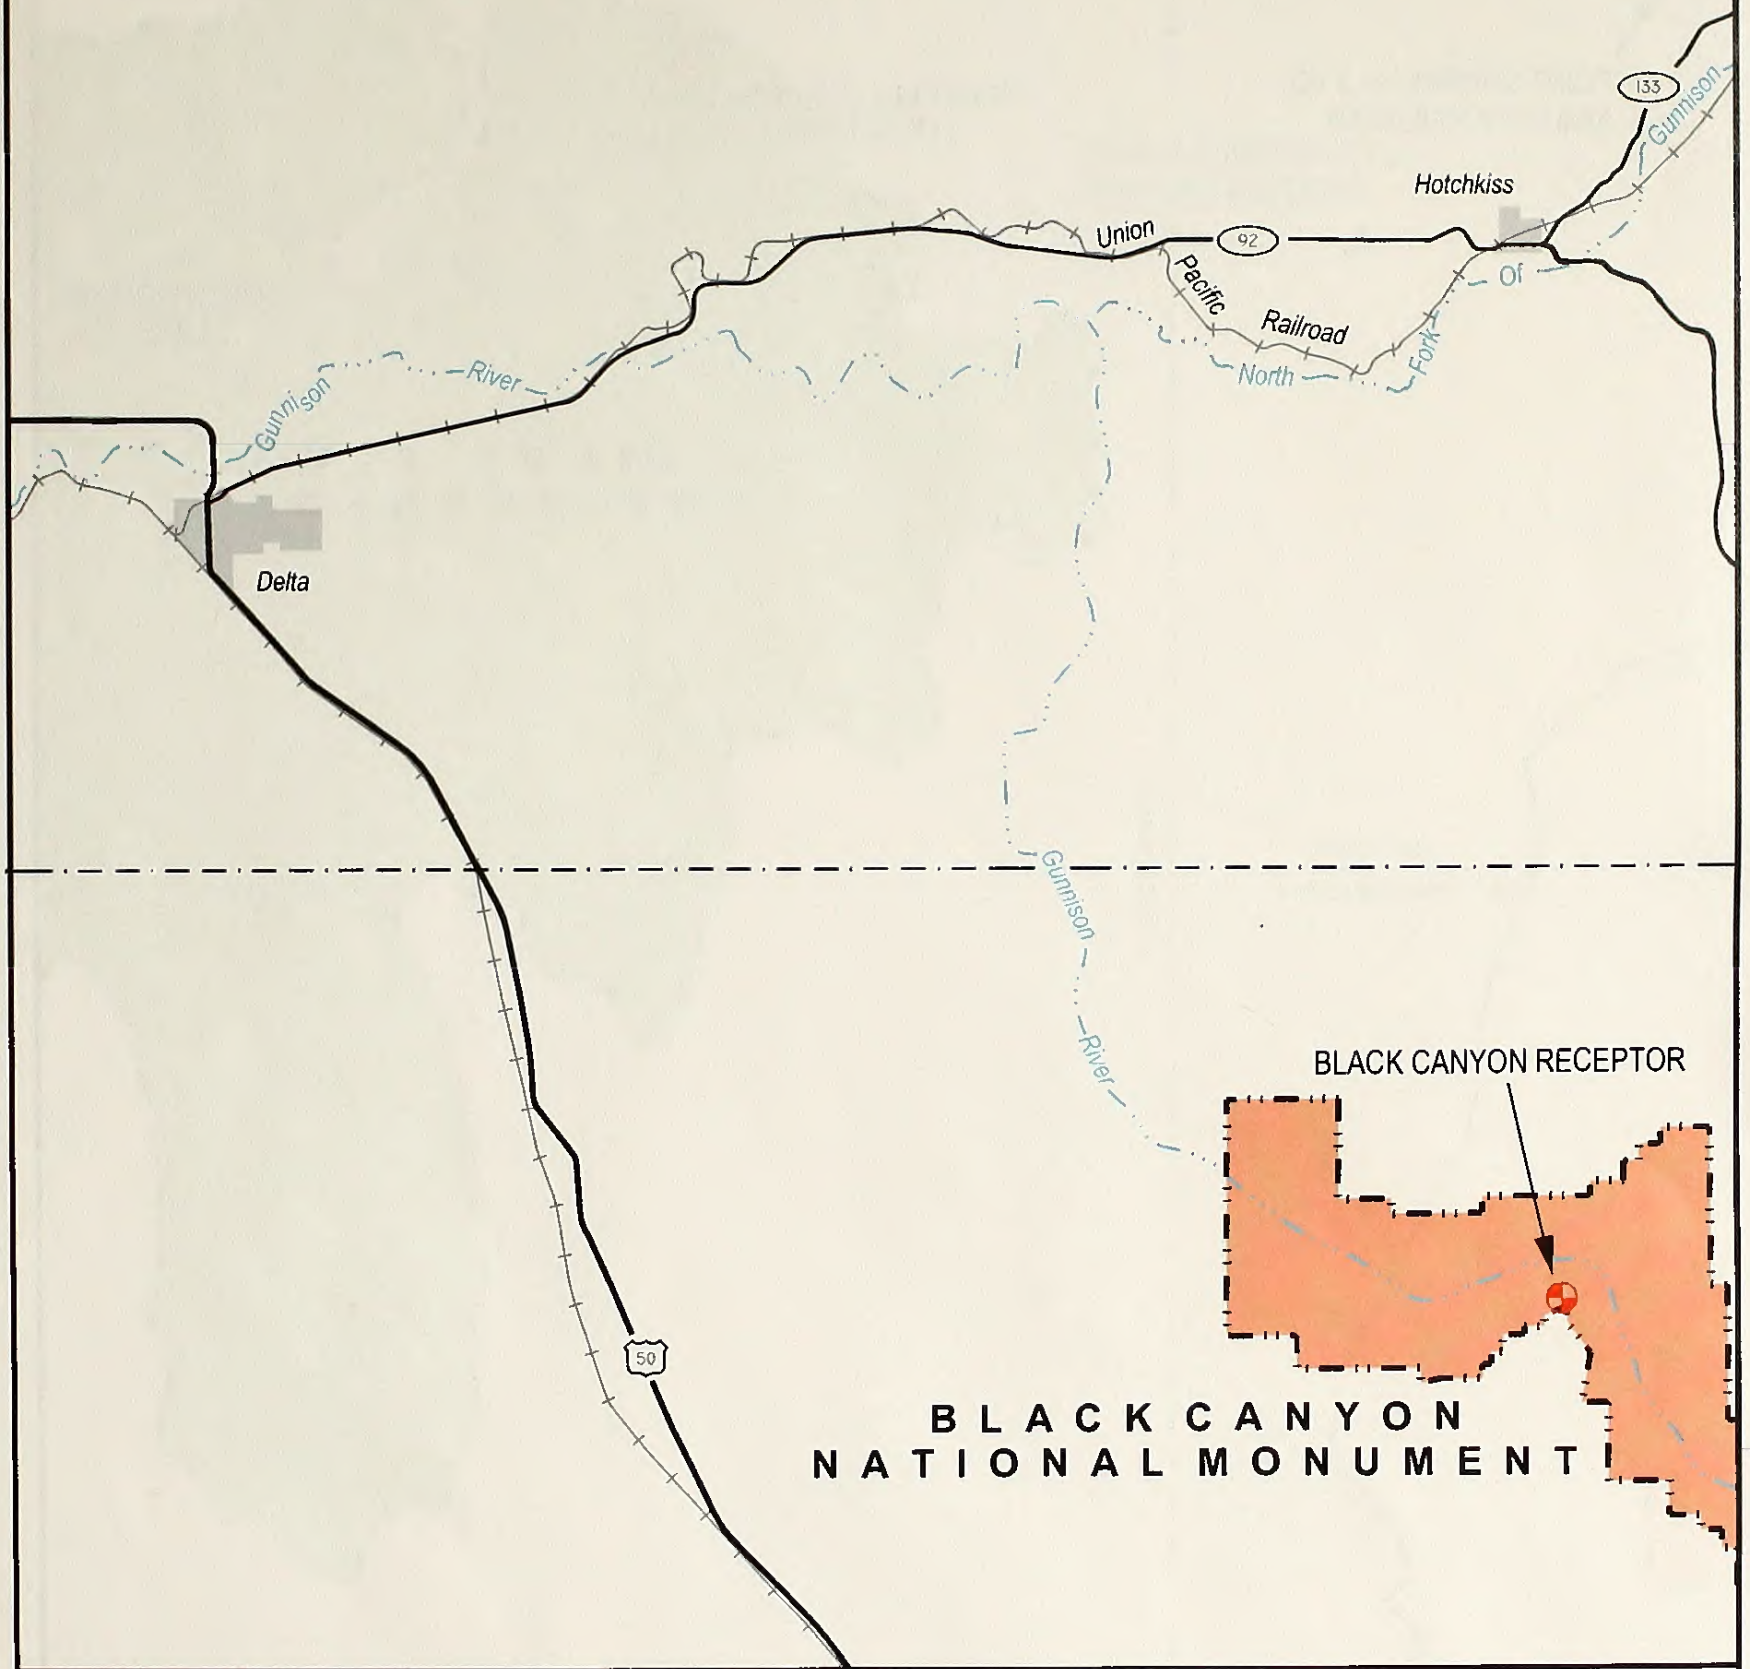 133
Gunnison
Hotchkiss
Union
92
Pacific
Of
Railroad
Fork
North
River
Gunnison
Delta
Gunnison
River
BLACK CANYON RECEPTOR
50
BLACK CANYON
NATIONAL MONUMENT